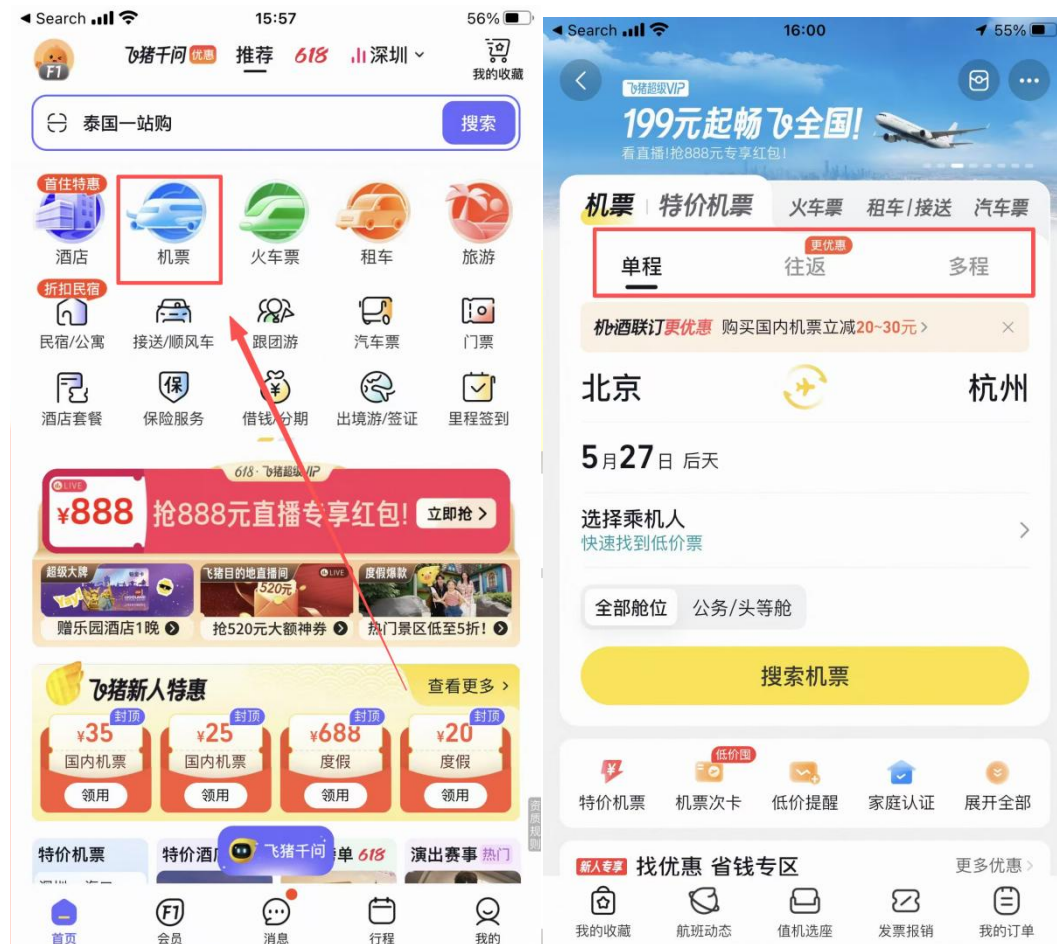 Search
15:57
56%
F1
飞猪千问
优惠
推荐
618
深圳
我的收藏
泰国一站购
搜索
首住特惠
酒店
机票
火车票
租车
旅游
折扣民宿
民宿/公寓
接送/顺风车
跟团游
汽车票
门票
酒店套餐
保
保险服务
借钱/分期
出境游/签证
里程签到
618·飞猪超级VIP
LIVE
¥888
抢888元直播专享红包!
立即抢
超级大牌
Yay!
赠乐园酒店1晚
飞猪目的地直播间
LIVE
520元
抢520元大额神券
度假爆款
热门景区低至5折!
飞猪新人特惠
查看更多
封顶
¥35
国内机票
领用
封顶
¥25
国内机票
领用
封顶
¥688
度假
领用
封顶
¥20
度假
领用
资质规则
特价机票
特价酒
飞猪千问
单 618
演出赛事
热门
首页
F1
会员
消息
行程
我的
Search
16:00
55%
飞猪超级VIP
199元起畅飞全国!
看直播!抢888元专享红包!
机票
特价机票
火车票
租车/接送
汽车票
单程
往返
更优惠
多程
机酒联订更优惠 购买国内机票立减20~30元
北京
杭州
5月27日 后天
选择乘机人
快速找到低价票
全部舱位
公务/头等舱
搜索机票
特价机票
低价囤
机票次卡
低价提醒
家庭认证
展开全部
新人专享
找优惠 省钱专区
更多优惠
我的收藏
航班动态
值机选座
发票报销
我的订单